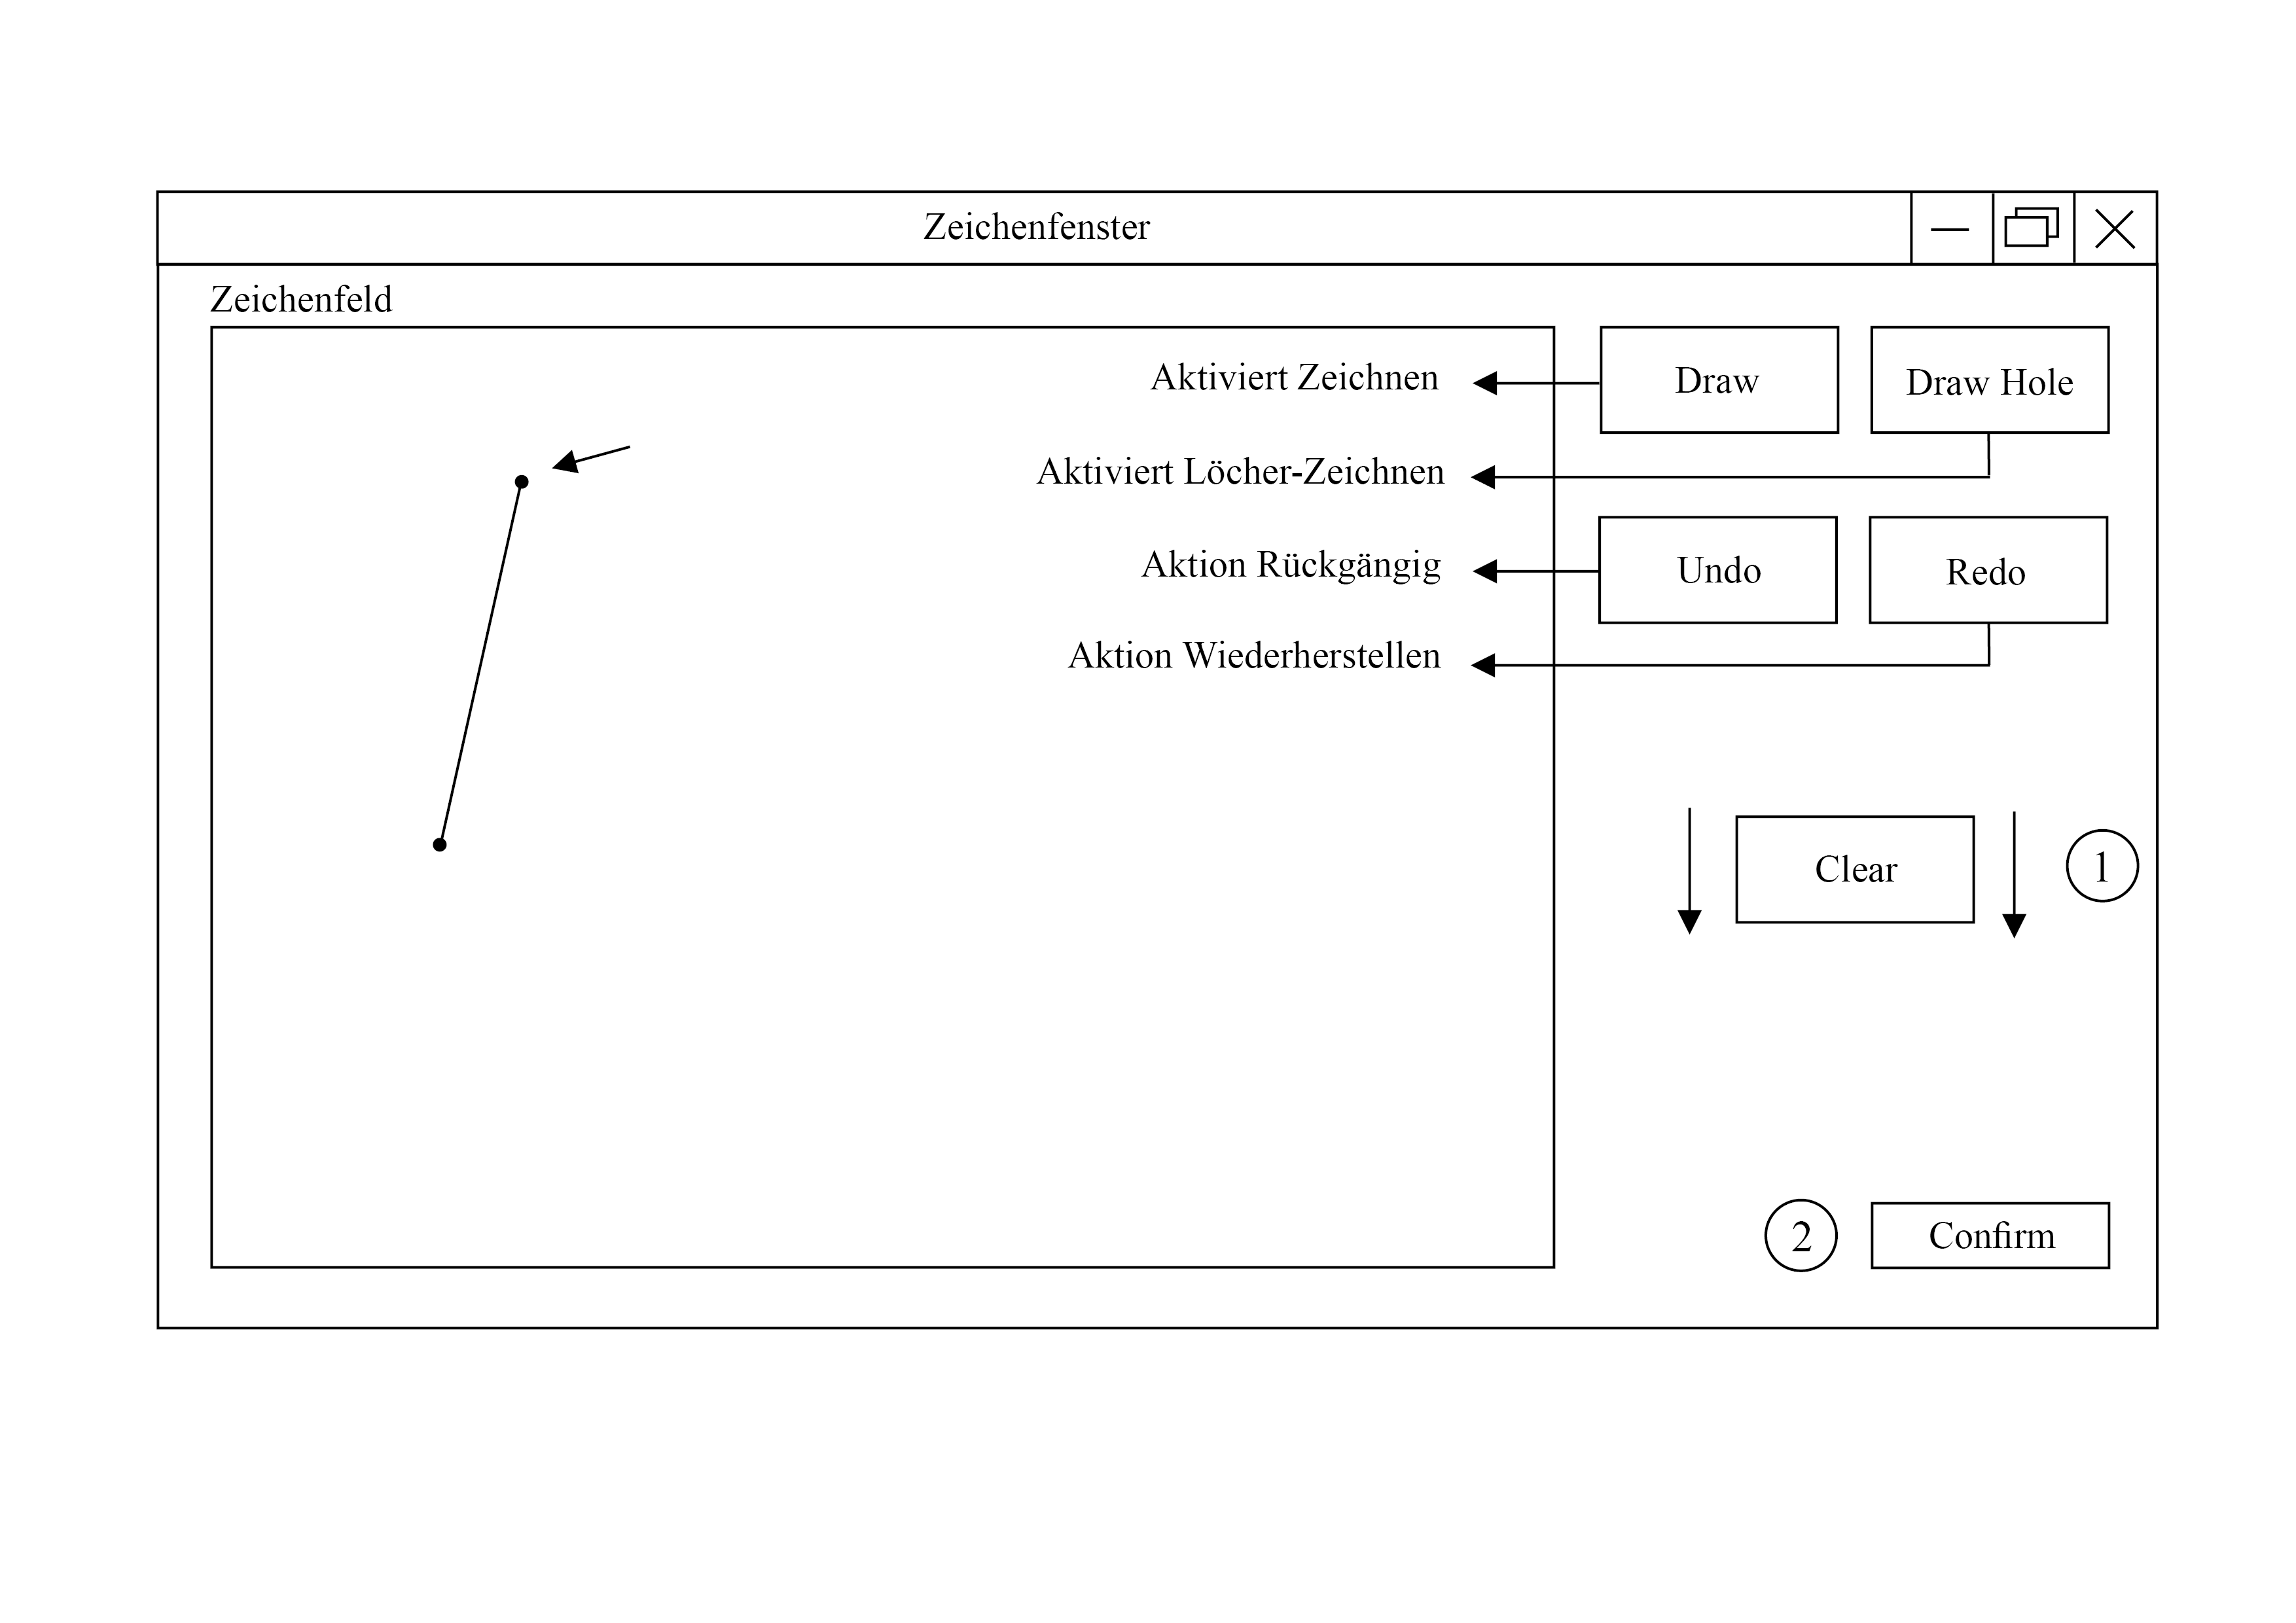 Zeichenfenster
Zeichenfeld
Aktiviert Zeichnen
Draw
Draw Hole
Aktiviert Löcher-Zeichnen
Aktion Rückgängig
Undo
Redo
Aktion Wiederherstellen
Clear
1
2
Confirm